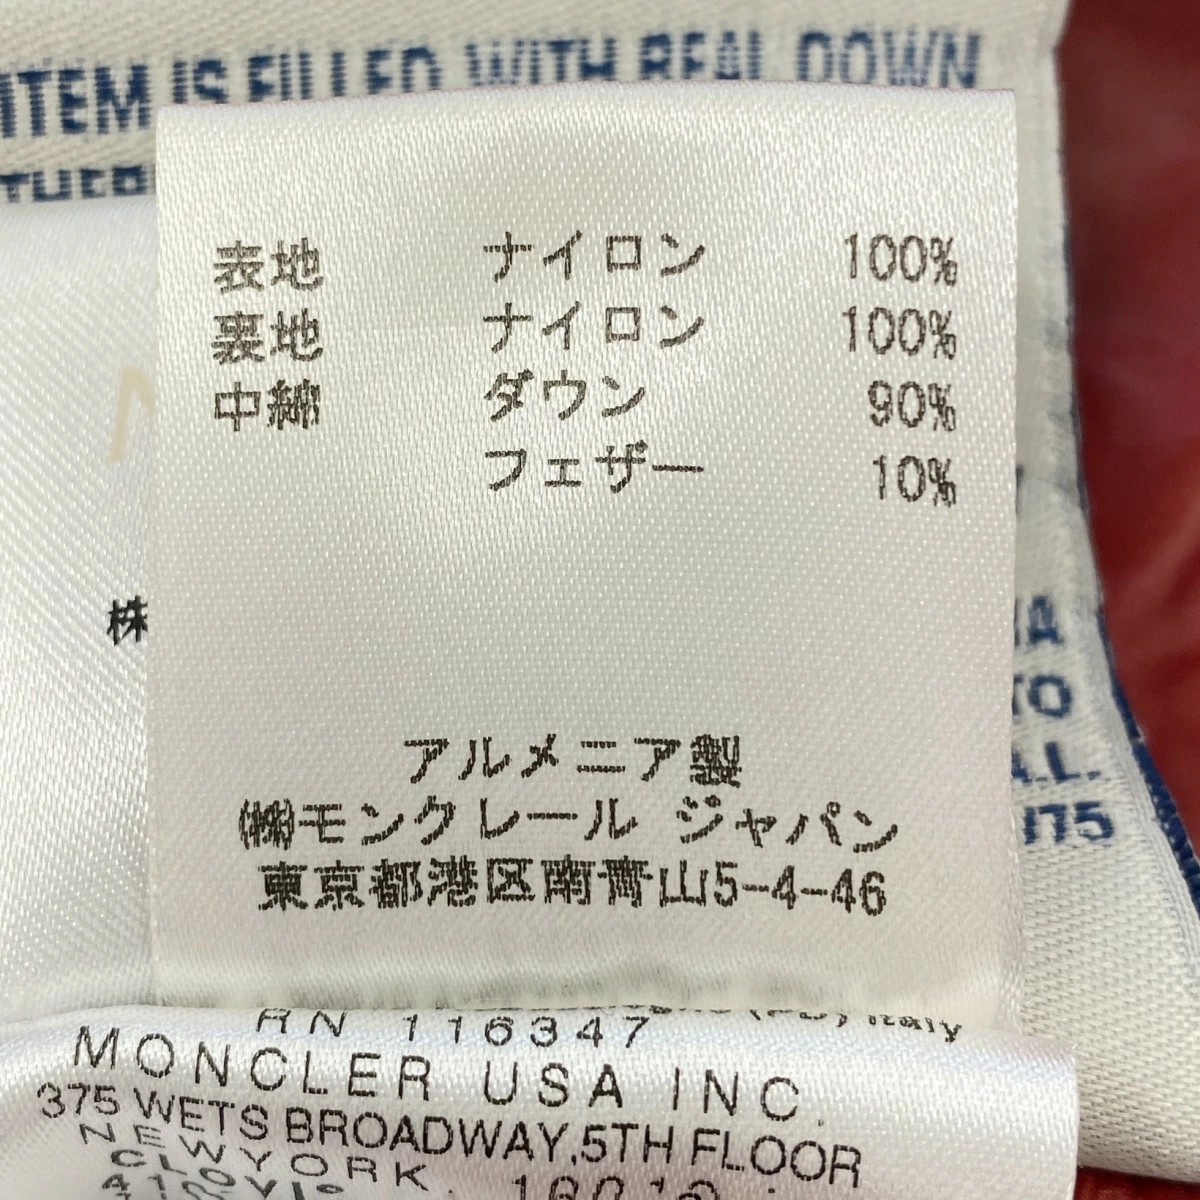 ITEM IS FILLED WITH REAL DOWN
表地 ナイロン 100%
裏地 ナイロン 100%
中綿 ダウン 90%
フェザー 10%
株
アルメニア製
㈱モンクレール ジャパン
東京都港区南青山5-4-46
TO
A.L.
Italy
RN 116347
MONCLER USA INC.
375 WETS BROADWAY,5TH FLOOR
NEW YORK